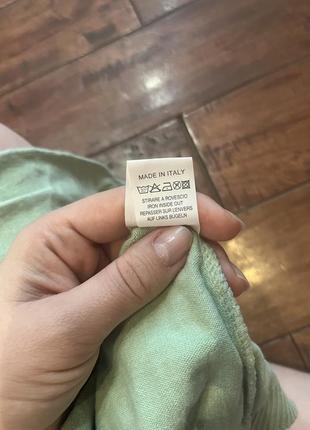 MADE IN ITALY
STIRARE A ROVESCIO
IRON INSIDE OUT
REPASSER SUR L'ENVERS
AUF LINKS BÜGELN